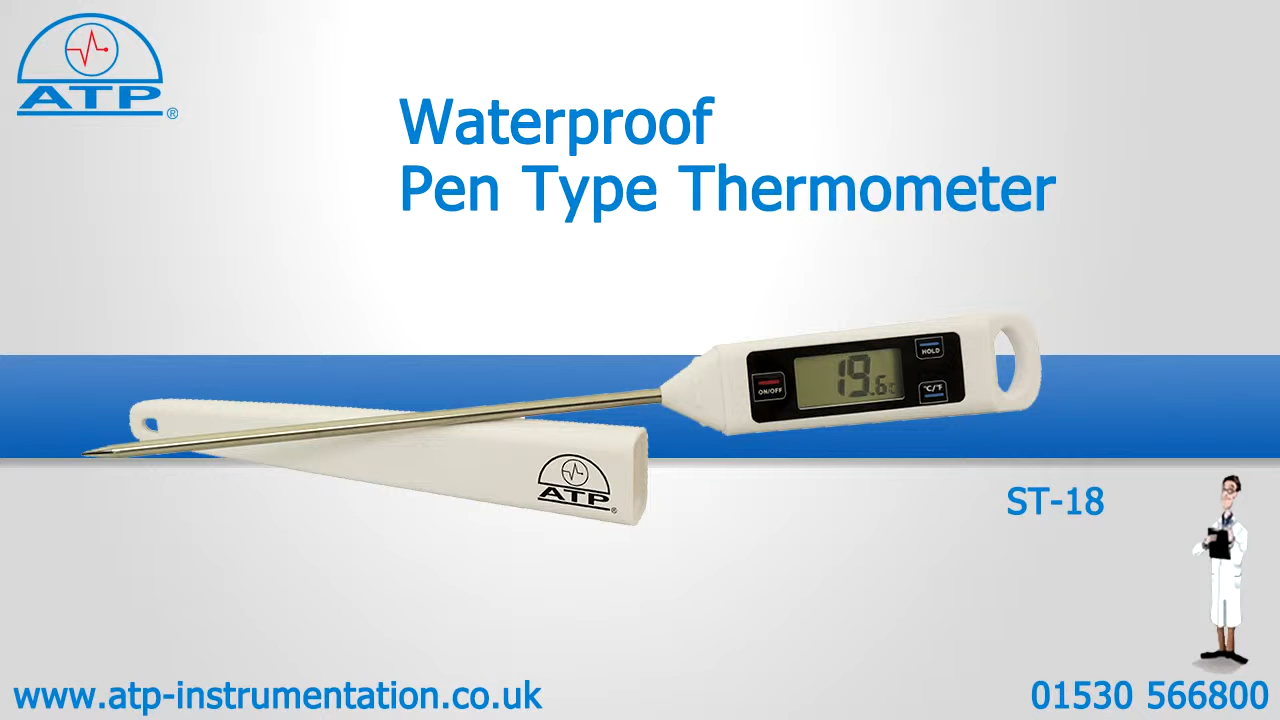 ATP®
Waterproof
Pen Type Thermometer
ON/OFF
19.6°C
HOLD
°C/°F
ATP®
ST-18
www.atp-instrumentation.co.uk
01530 566800